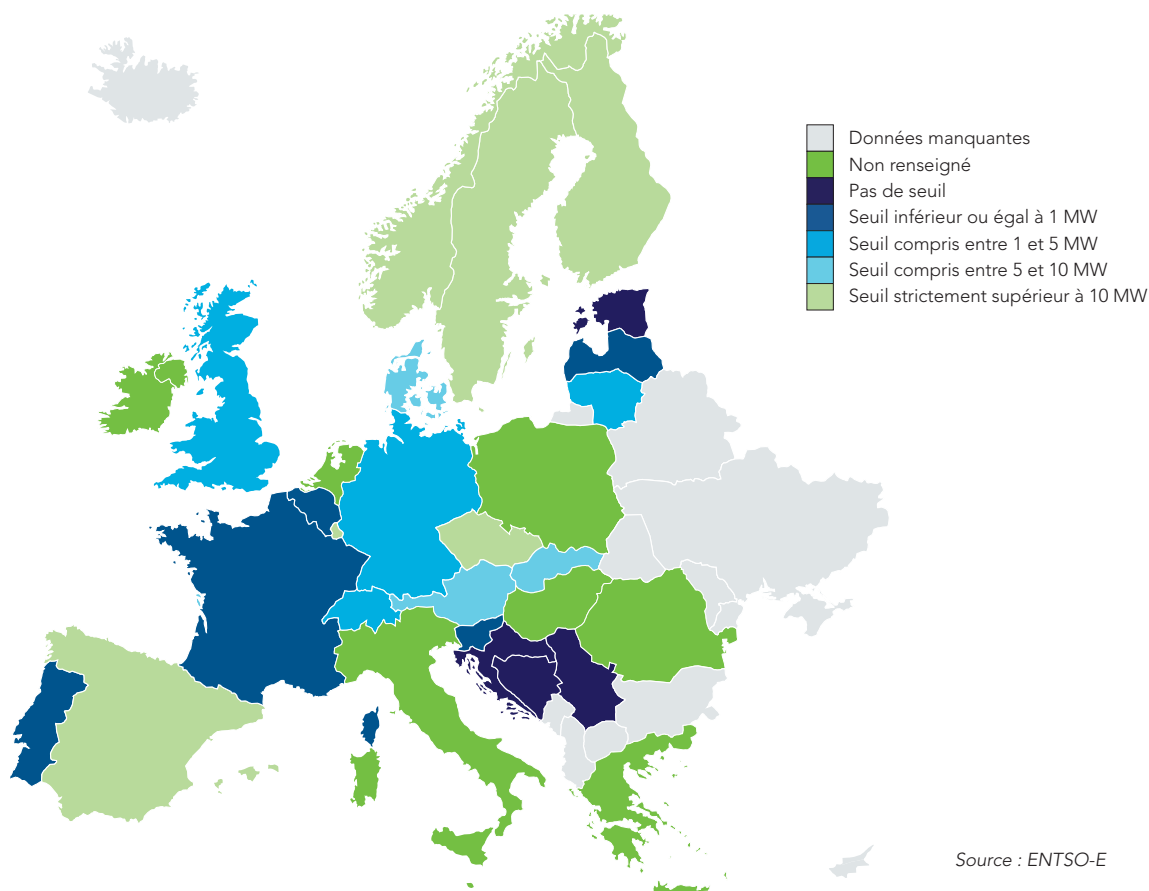 Données manquantes
Non renseigné
Pas de seuil
Seuil inférieur ou égal à 1 MW
Seuil compris entre 1 et 5 MW
Seuil compris entre 5 et 10 MW
Seuil strictement supérieur à 10 MW
Source : ENTSO-E